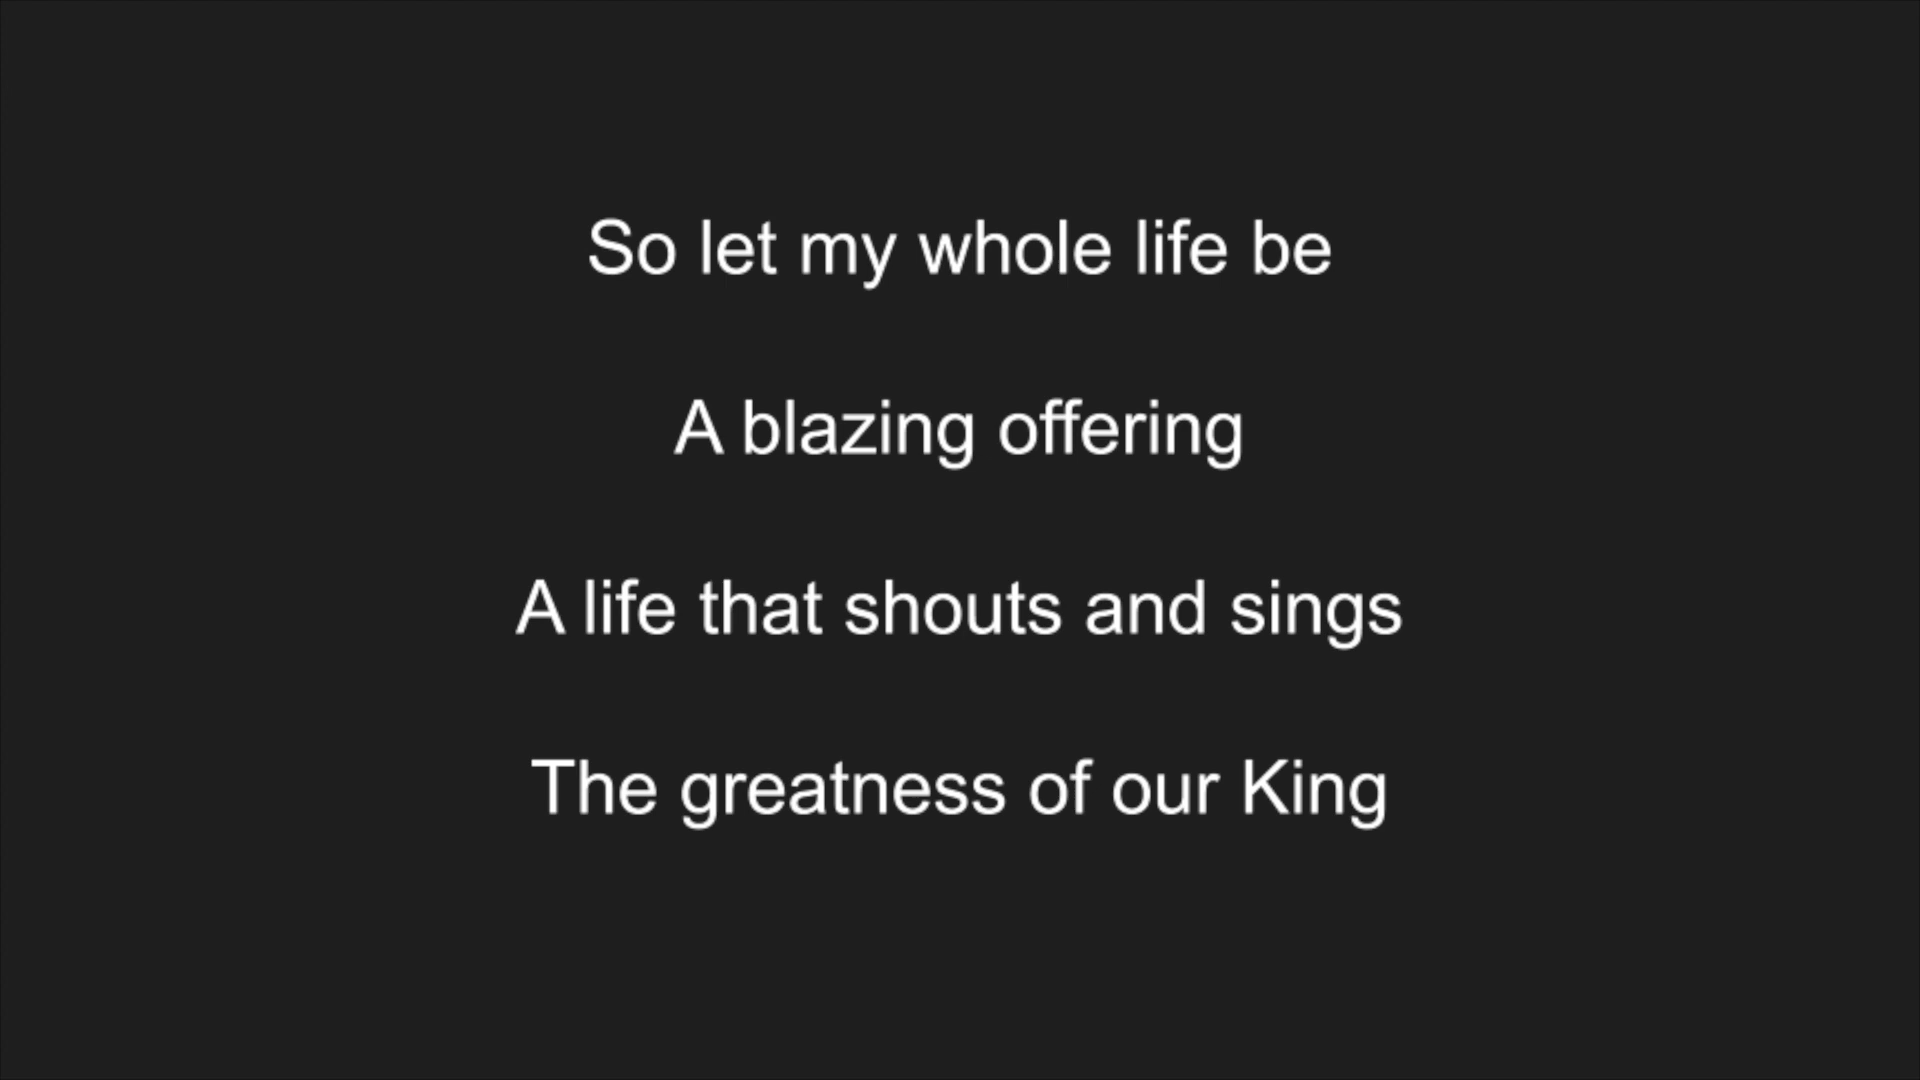 So let my whole life be
A blazing offering
A life that shouts and sings
The greatness of our King